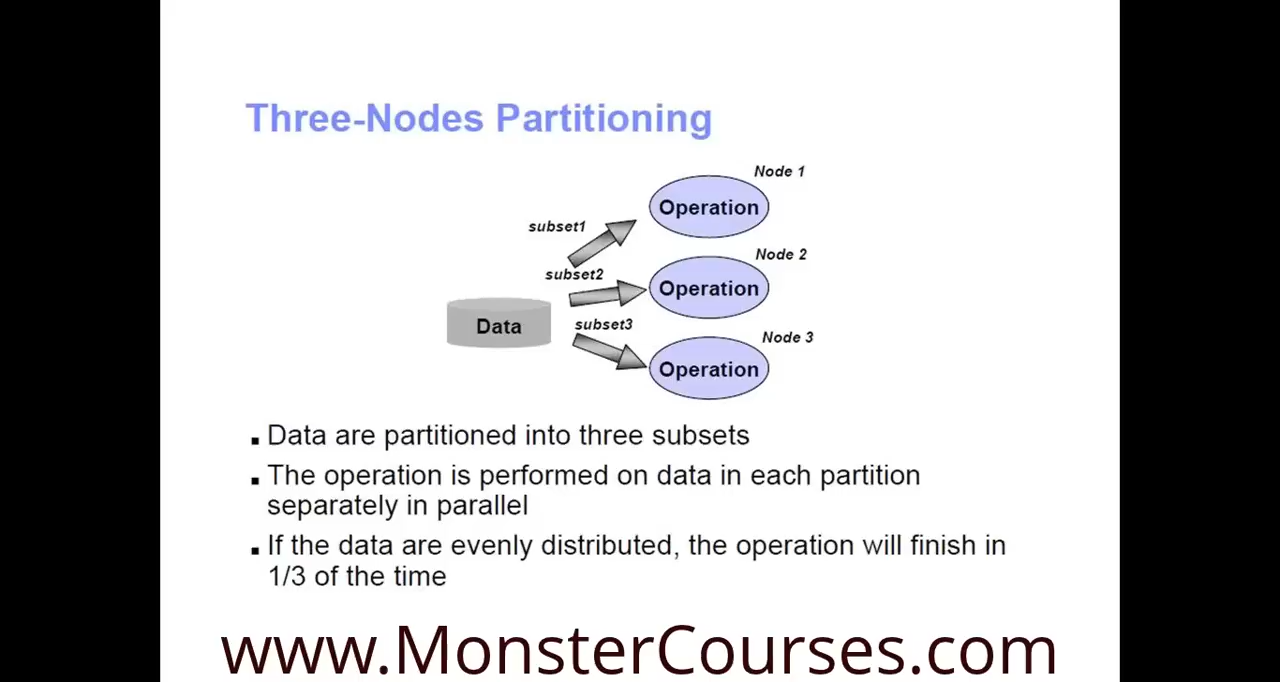 Three-Nodes Partitioning
Node 1
Operation
subset1
Node 2
subset2
Operation
Data
subset3
Node 3
Operation
▪ Data are partitioned into three subsets
▪ The operation is performed on data in each partition
separately in parallel
▪ If the data are evenly distributed, the operation will finish in
1/3 of the time
www.MonsterCourses.com